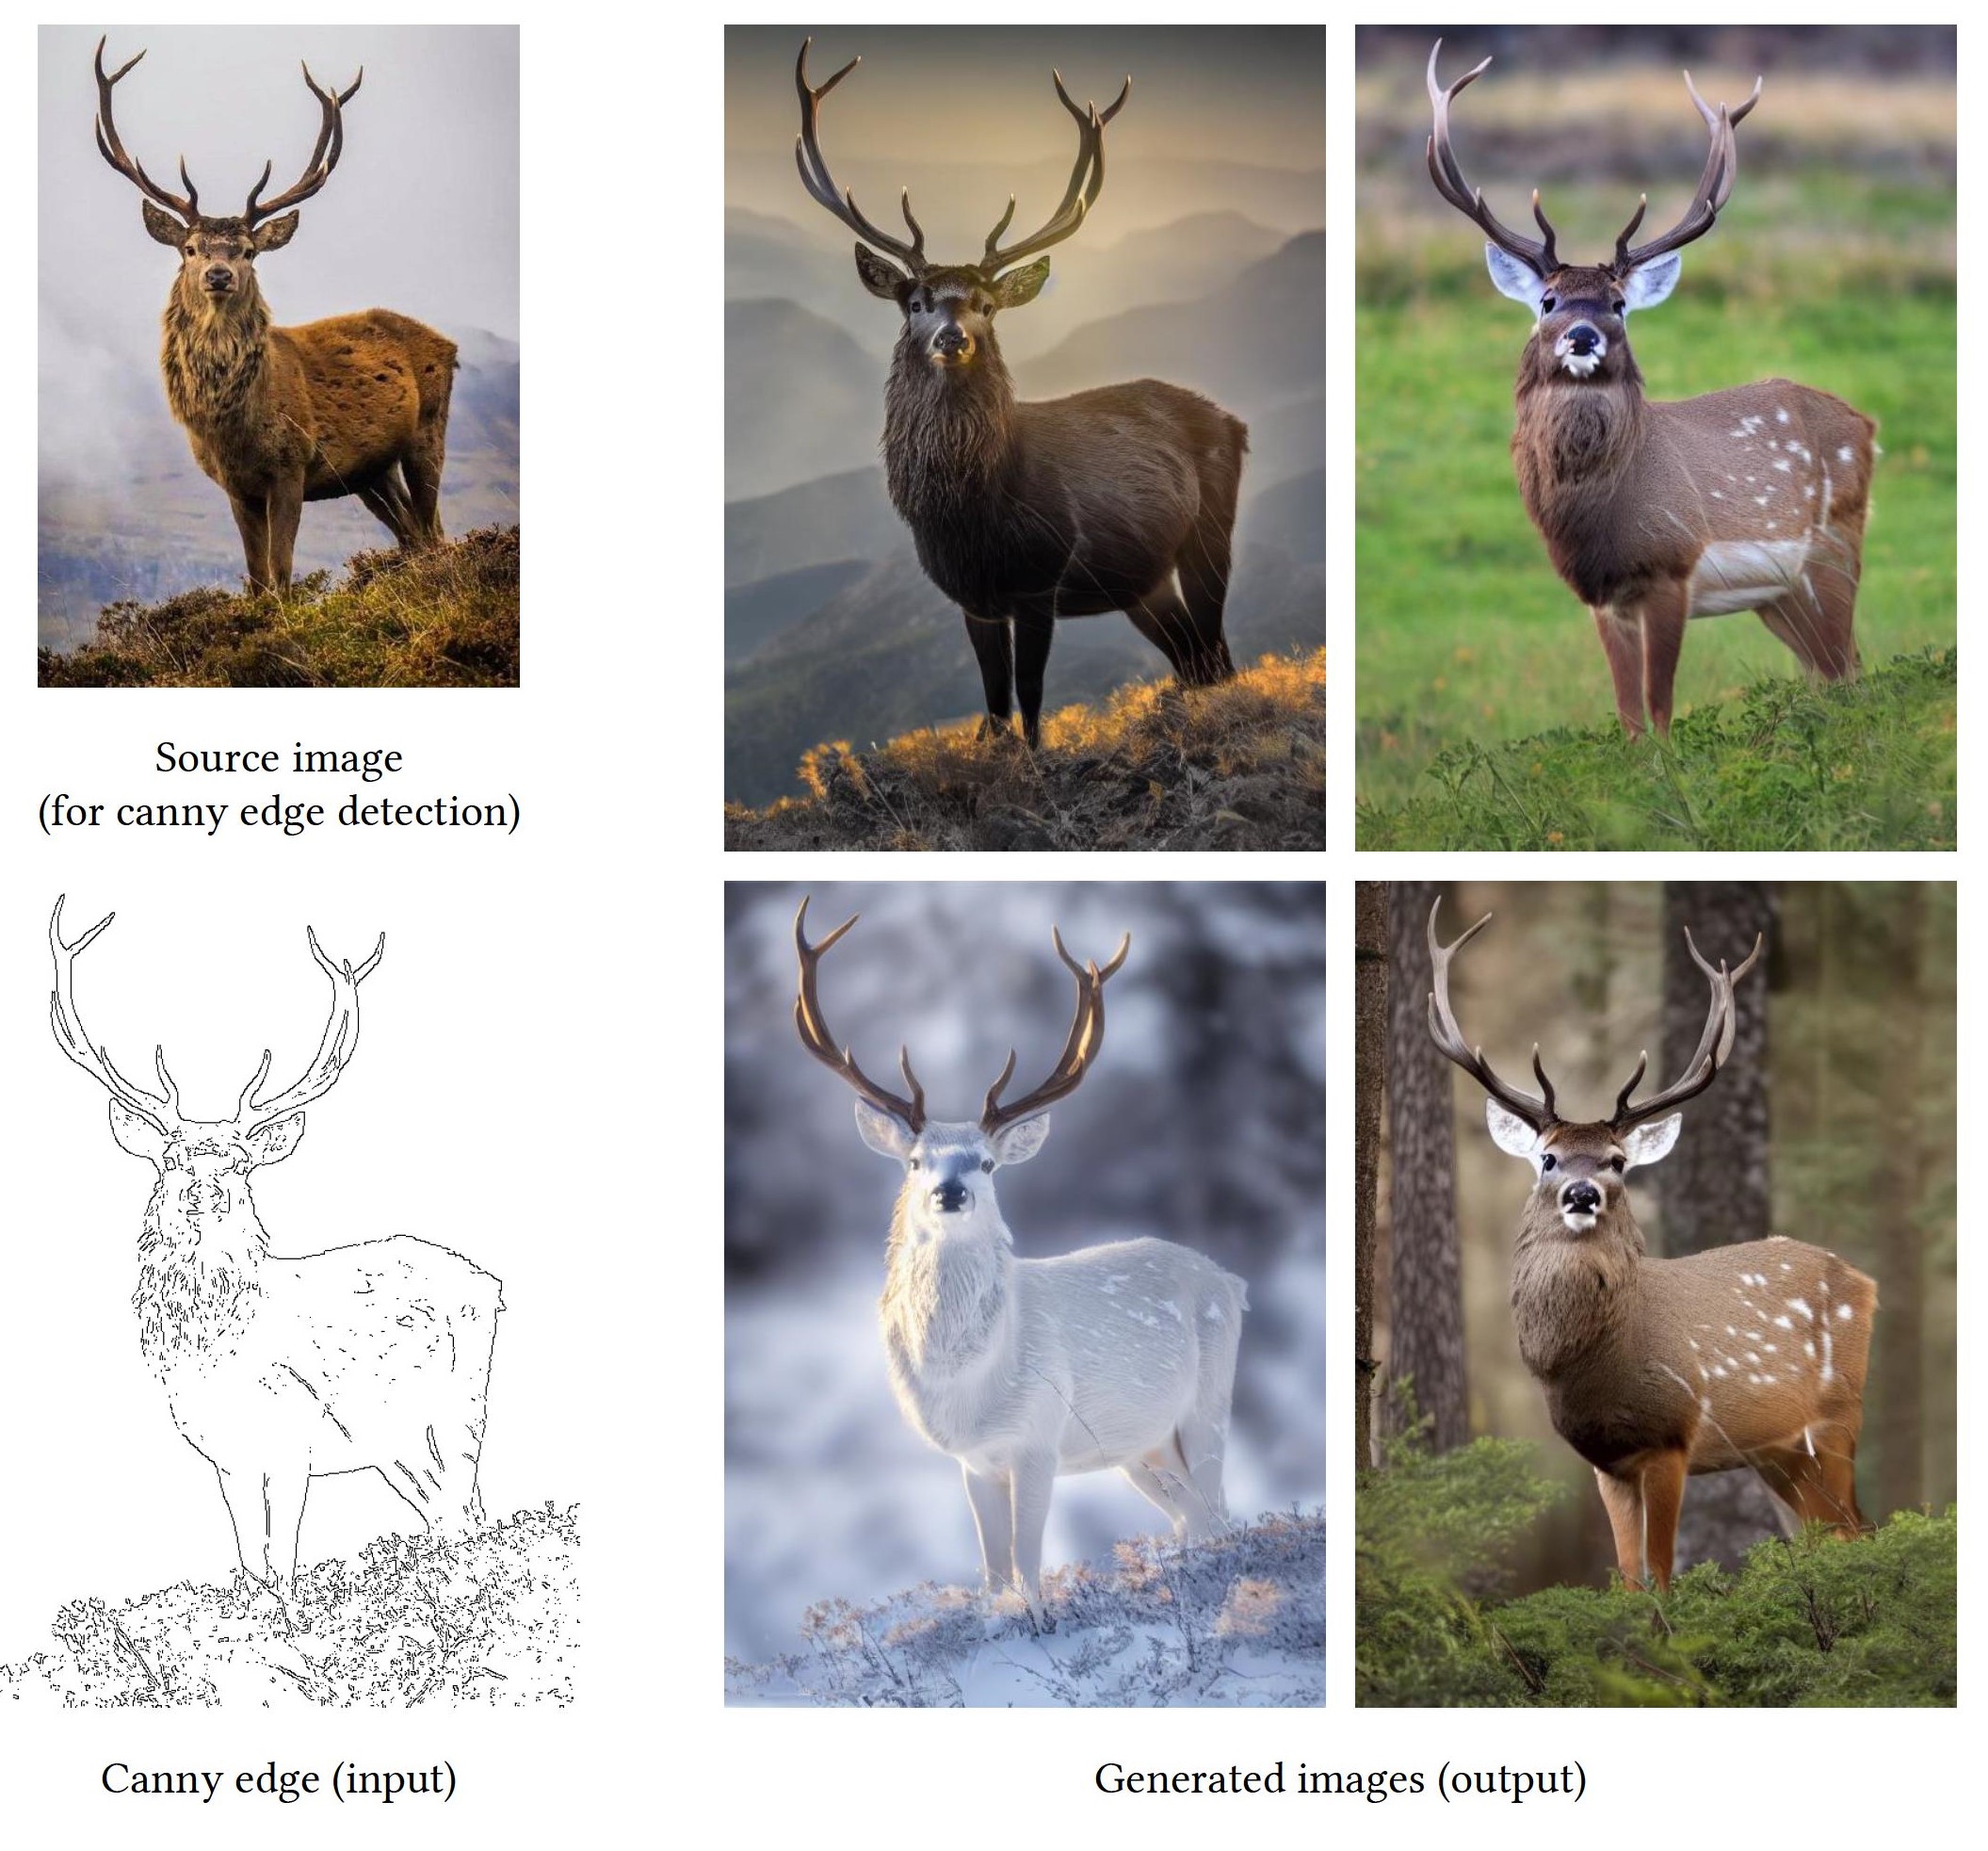 Source image
(for canny edge detection)
Canny edge (input)
Generated images (output)